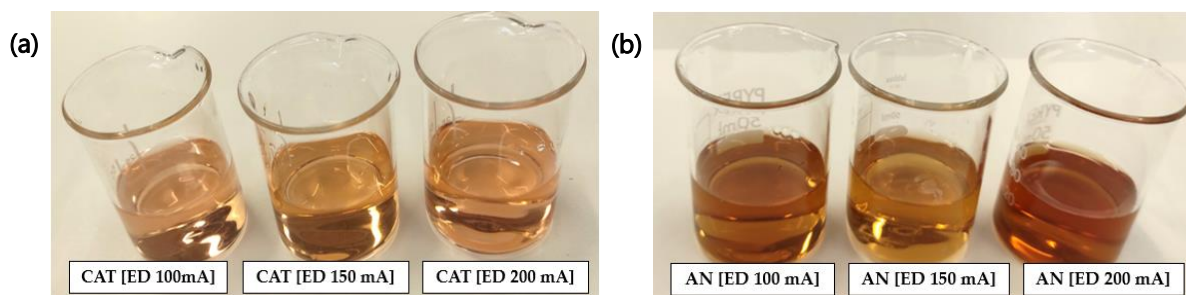 (a)
CAT [ED 100mA]
CAT [ED 150 mA]
CAT [ED 200 mA]
(b)
50ml
AN [ED 100 mA]
AN [ED 150 mA]
AN [ED 200 mA]